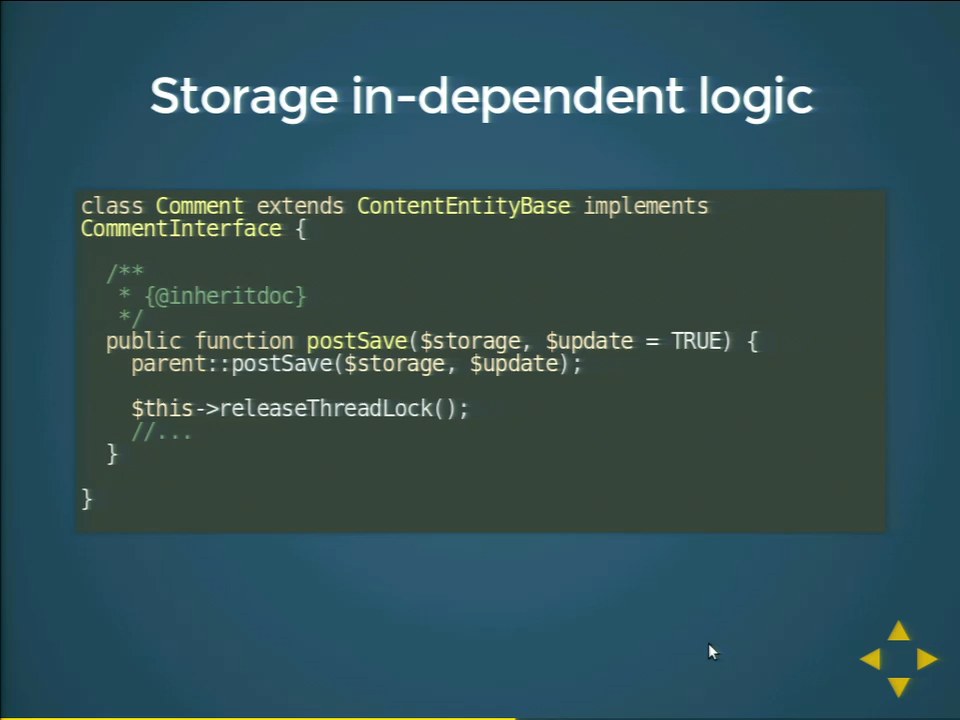 Storage in-dependent logic
class Comment extends ContentEntityBase implements
CommentInterface {
/**
* {@inheritdoc}
*/
public function postSave($storage, $update = TRUE) {
parent::postSave($storage, $update);
$this->releaseThreadLock();
//...
}
}